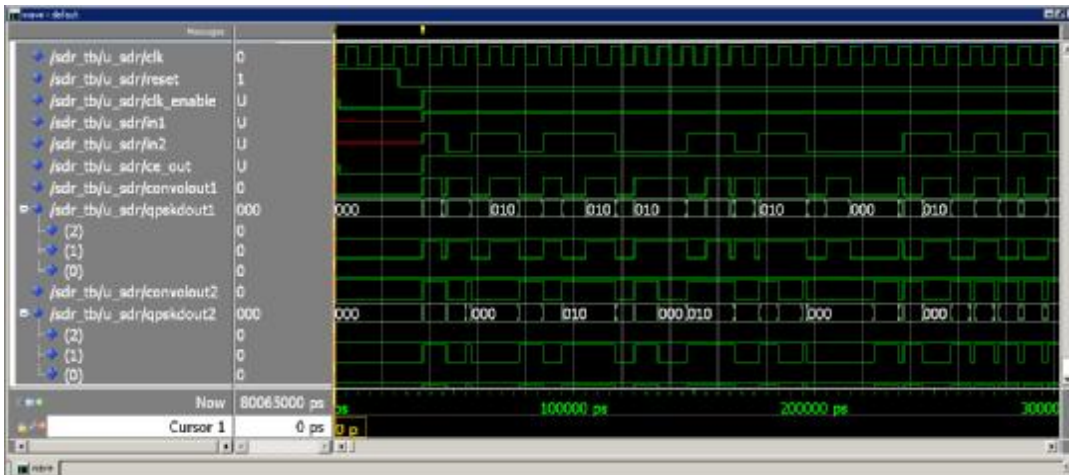 wave - default
Messages
/sdr_tb/u_sdr/clk 0
/sdr_tb/u_sdr/reset 1
/sdr_tb/u_sdr/clk_enable U
/sdr_tb/u_sdr/in1 U
/sdr_tb/u_sdr/in2 U
/sdr_tb/u_sdr/ce_out U
/sdr_tb/u_sdr/convolout1 0
/sdr_tb/u_sdr/qpskdout1 000 000 010 010 010 010 000 010
(2) 0
(1) 0
(0) 0
/sdr_tb/u_sdr/convolout2 0
/sdr_tb/u_sdr/qpskdout2 000 000 000 010 000 010 000 000
(2) 0
(1) 0
(0) 0
Now 80065000 ps ps 100000 ps 200000 ps 30000
Cursor 1 0 ps 0 p
wave